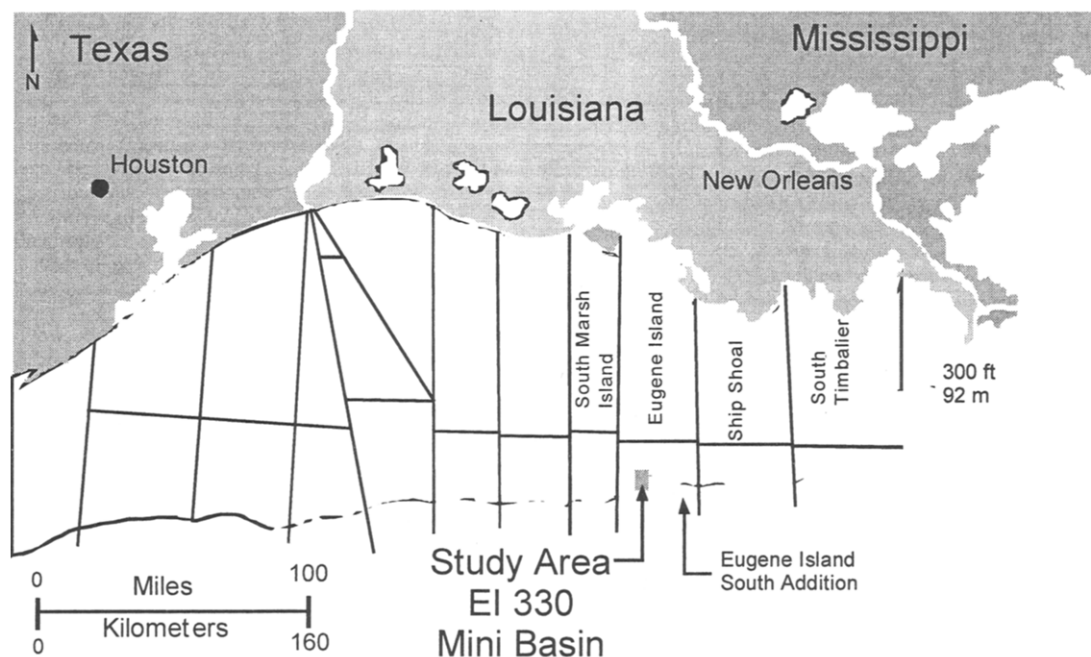 Texas
Mississippi
N
Louisiana
Houston
New Orleans
South Marsh
Island
Eugene Island
Ship Shoal
South
Timbalier
300 ft
92 m
Study Area
EI 330
Mini Basin
Eugene Island
South Addition
0
Miles
100
Kilometers
0
160